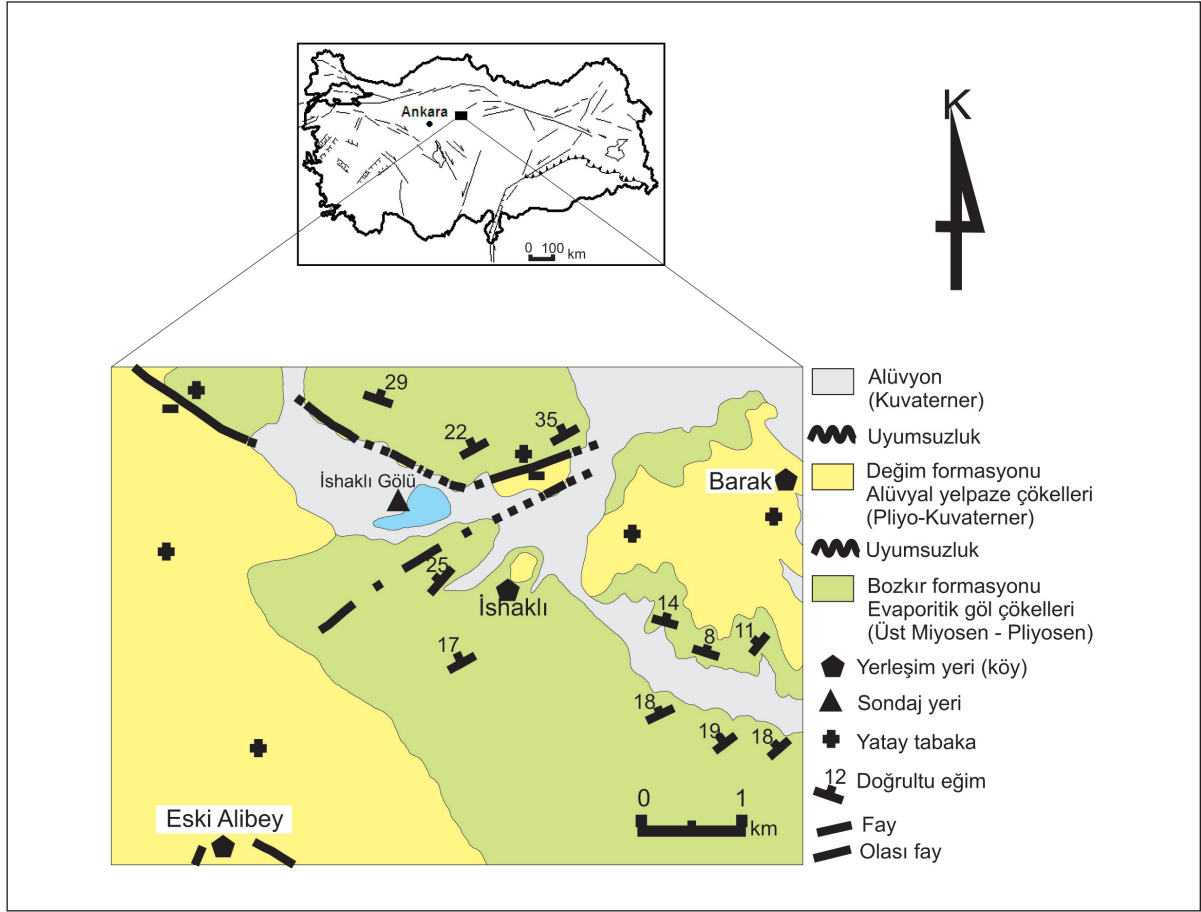 K
Ankara
0 100 km
29
22
35
İshaklı Gölü
Barak
25
İshaklı
14
8
11
17
18
19
18
0 1
km
Eski Alibey
Alüvyon
(Kuvaterner)
Uyumsuzluk
Değim formasyonu
Alüvyal yelpaze çökelleri
(Pliyo-Kuvaterner)
Uyumsuzluk
Bozkır formasyonu
Evaporitik göl çökelleri
(Üst Miyosen - Pliyosen)
Yerleşim yeri (köy)
Sondaj yeri
Yatay tabaka
12 Doğrultu eğim
Fay
Olası fay